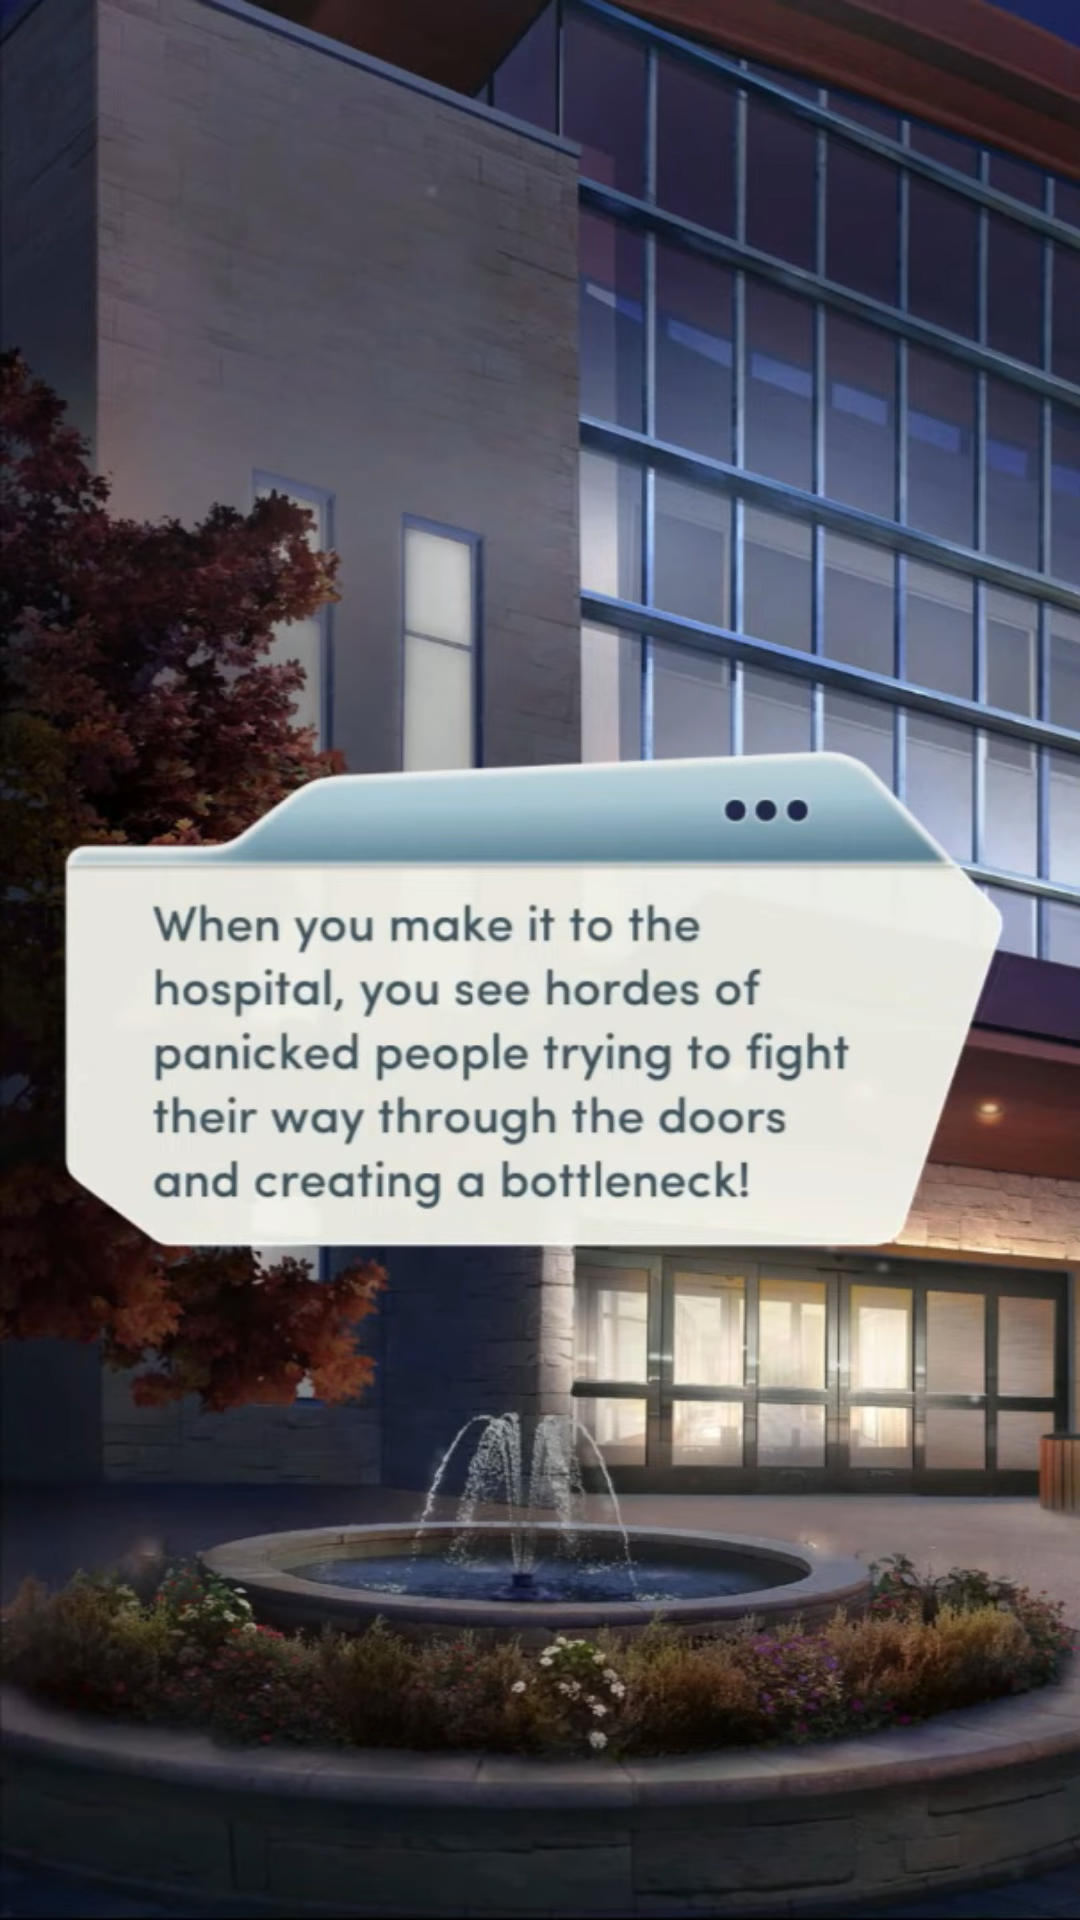 When you make it to the
hospital, you see hordes of
panicked people trying to fight
their way through the doors
and creating a bottleneck!